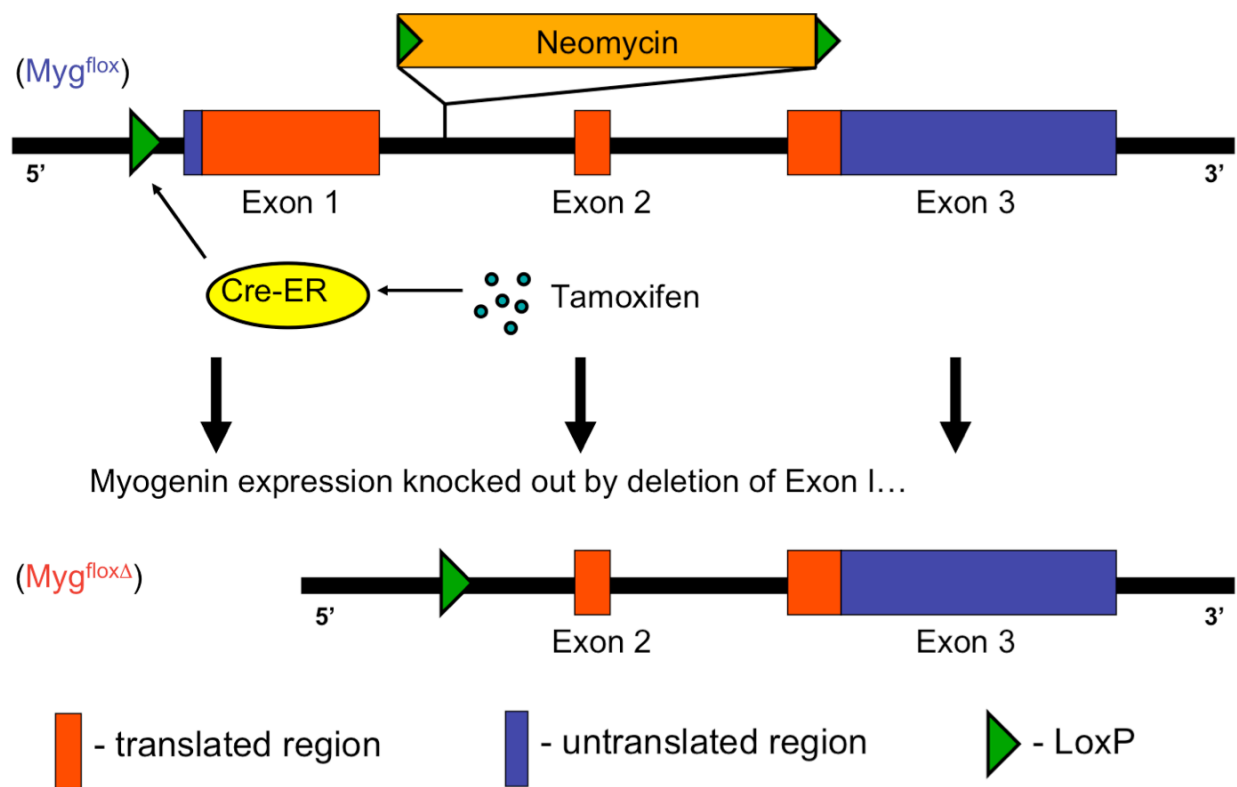 Neomycin
(Myg^flox)
5’ 3’
Exon 1 Exon 2 Exon 3
Cre-ER Tamoxifen
Myogenin expression knocked out by deletion of Exon I…
(Myg^floxΔ)
5’ 3’
Exon 2 Exon 3
- translated region - untranslated region - LoxP